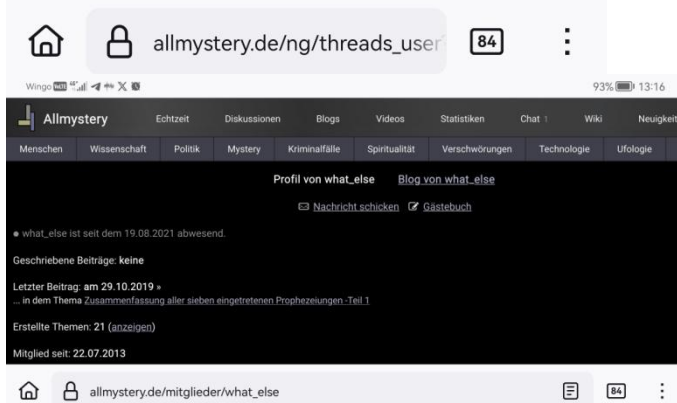 allmystery.de/ng/threads_user 84
Wingo 93% 13:16
Allmystery Echtzeit Diskussionen Blogs Videos Statistiken Chat 1 Wiki Neuigkeit
Menschen Wissenschaft Politik Mystery Kriminalfälle Spiritualität Verschwörungen Technologie Ufologie
Profil von what_else Blog von what_else
Nachricht schicken Gästebuch
● what_else ist seit dem 19.08.2021 abwesend.
Geschriebene Beiträge: keine
Letzter Beitrag: am 29.10.2019 »
... in dem Thema Zusammenfassung aller sieben eingetretenen Prophezeiungen -Teil 1
Erstellte Themen: 21 (anzeigen)
Mitglied seit: 22.07.2013
allmystery.de/mitglieder/what_else 84